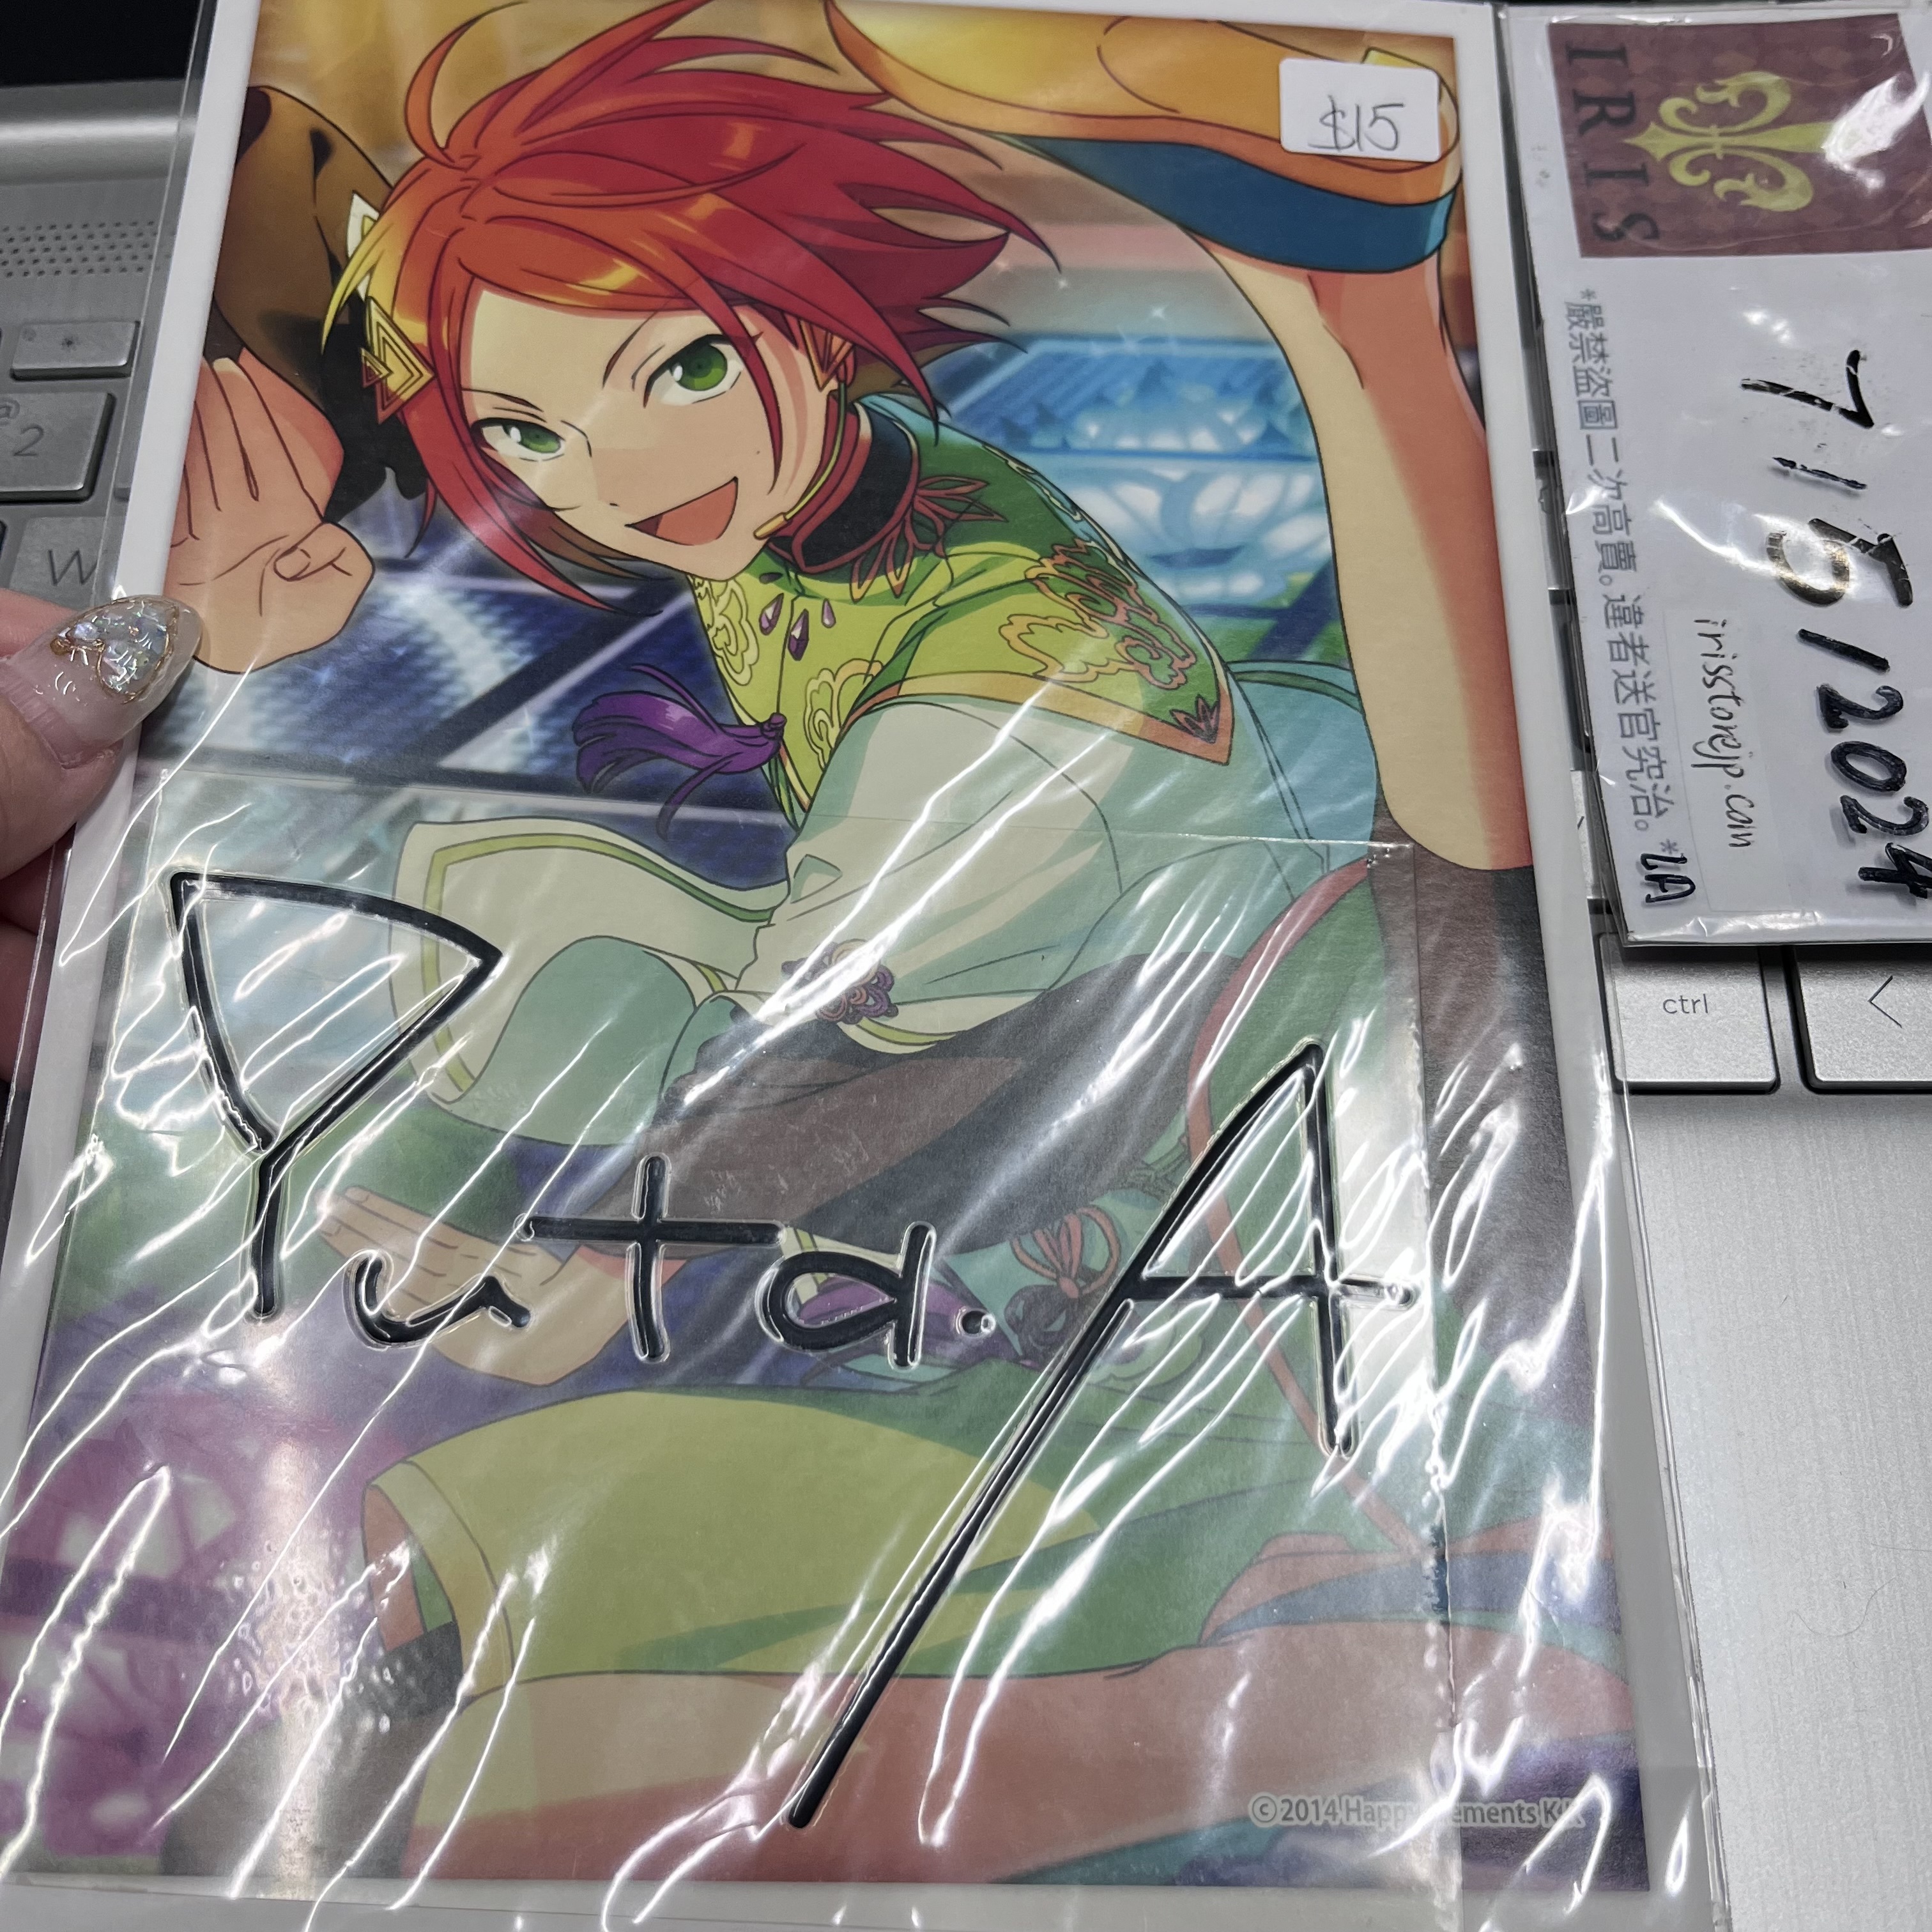 $15
IRIS
*嚴禁盜圖二次高賣。違者送官究治。*
LA
irisstorejp.com
7/5/2024
Yuta.A
©2014 Happy Elements K.K
@
2
W
*
ctrl